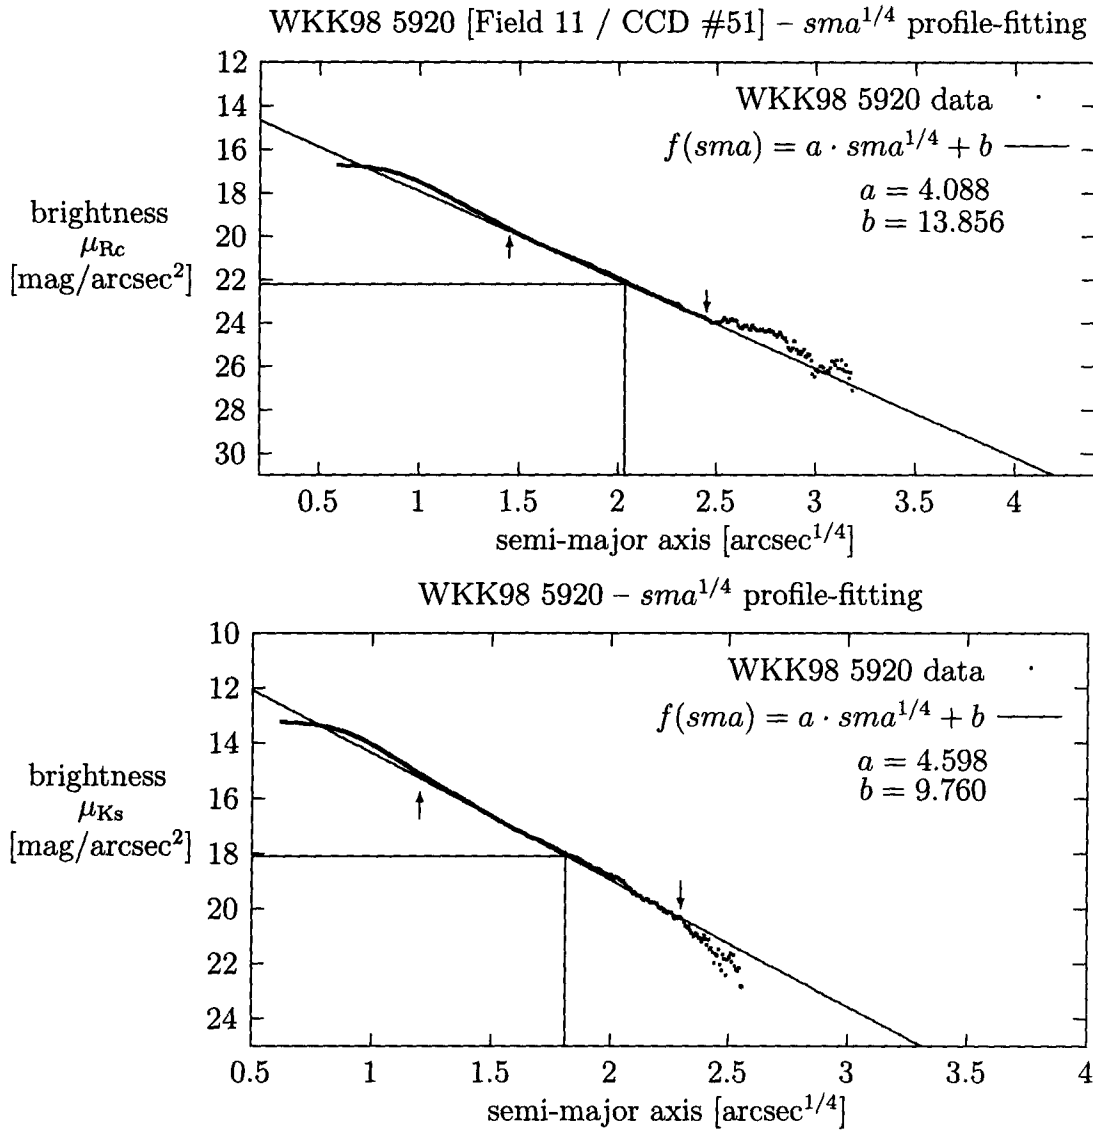 WKK98 5920 [Field 11 / CCD #51] – sma^{1/4} profile-fitting
12
14
16
18
20
22
24
26
28
30
brightness
μ_{Rc}
[mag/arcsec²]
WKK98 5920 data
f(sma) = a · sma^{1/4} + b
a = 4.088
b = 13.856
0.5 1 1.5 2 2.5 3 3.5 4
semi-major axis [arcsec^{1/4}]
WKK98 5920 – sma^{1/4} profile-fitting
10
12
14
16
18
20
22
24
brightness
μ_{Ks}
[mag/arcsec²]
WKK98 5920 data
f(sma) = a · sma^{1/4} + b
a = 4.598
b = 9.760
0.5 1 1.5 2 2.5 3 3.5 4
semi-major axis [arcsec^{1/4}]